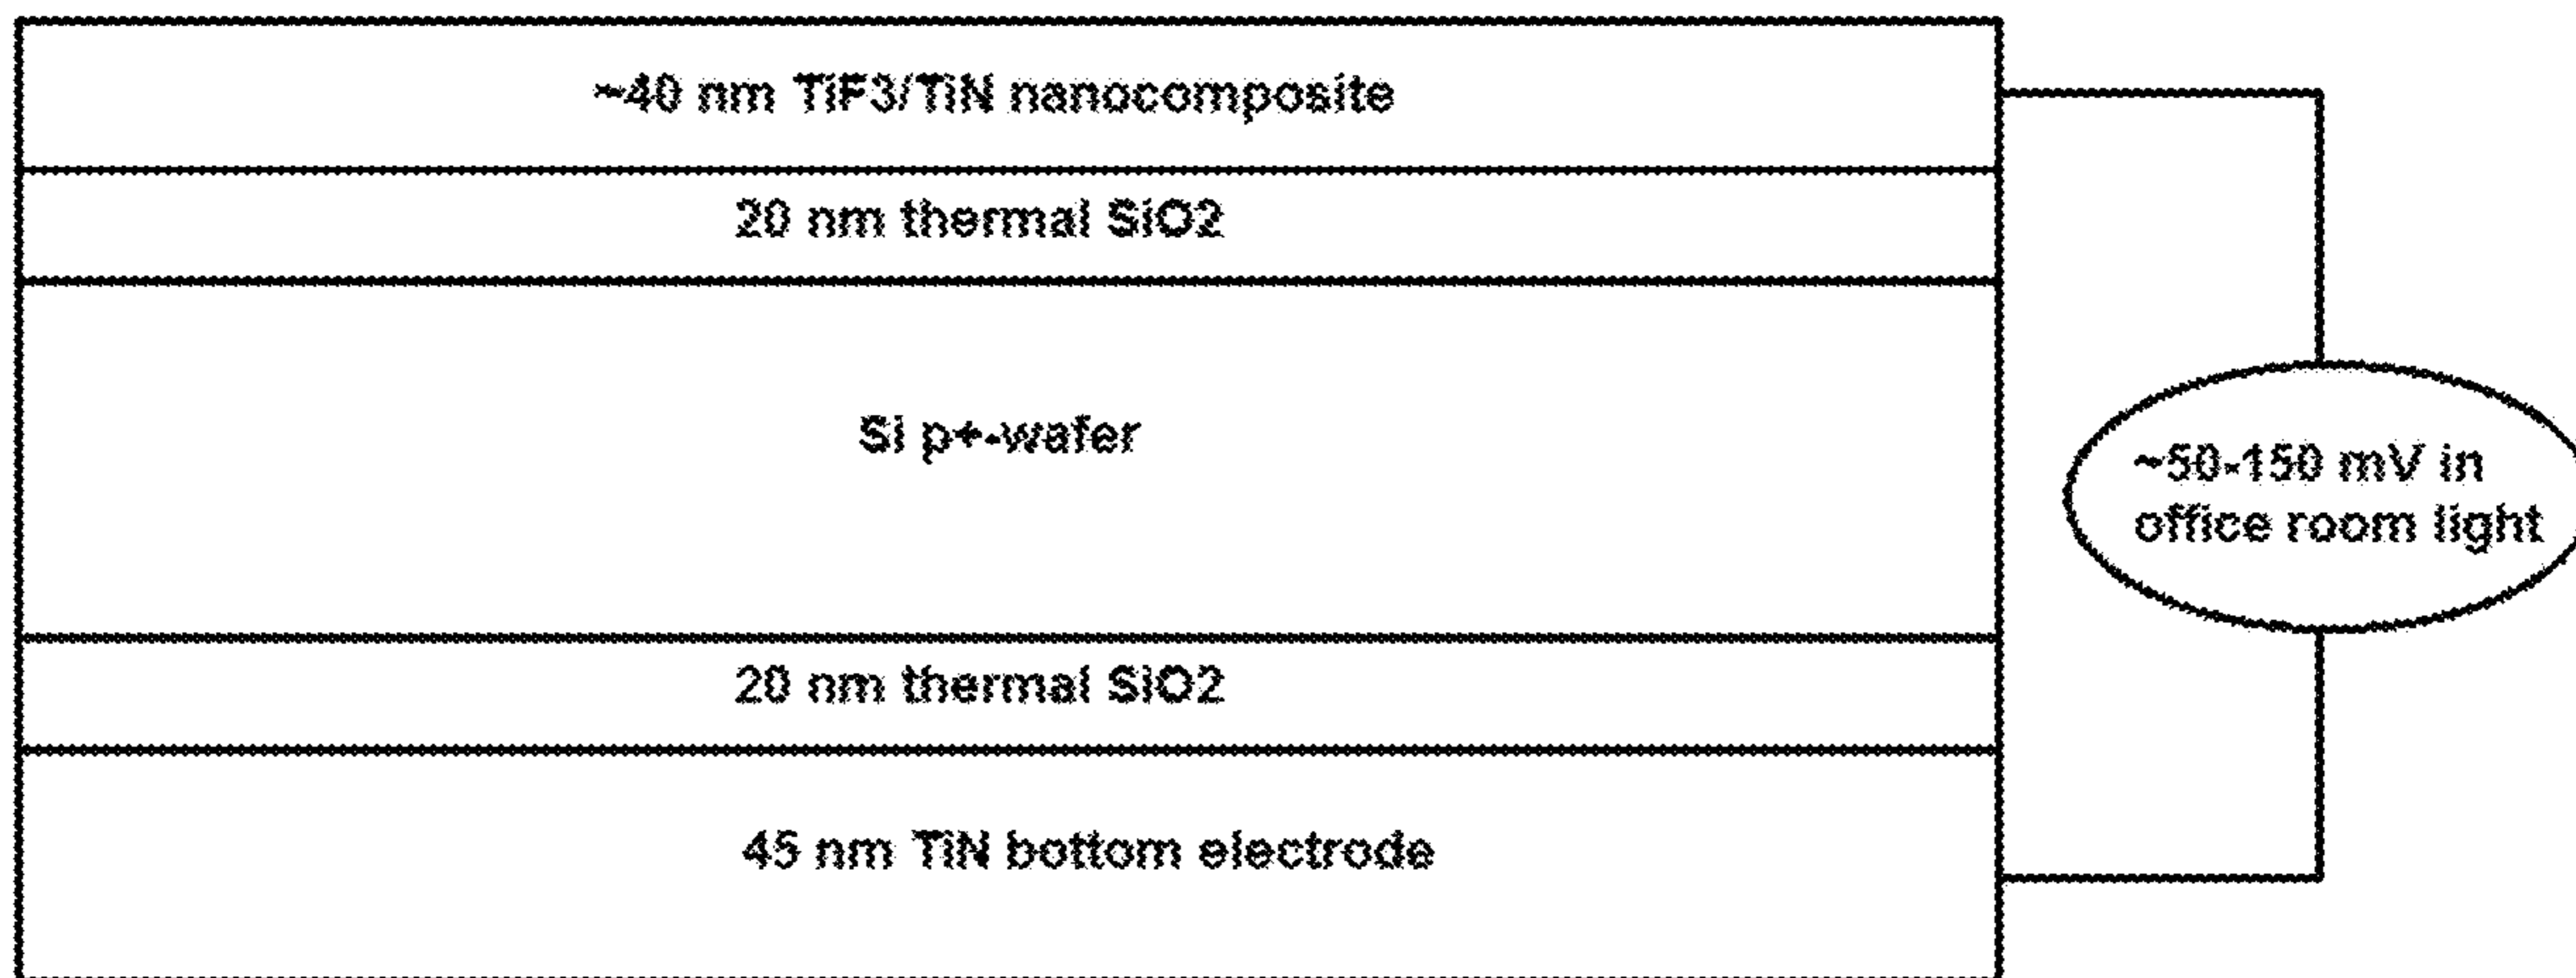 ~40 nm TiF3/TiN nanocomposite
20 nm thermal SiO2
Si p+-wafer
~50-150 mV in
office room light
20 nm thermal SiO2
45 nm TiN bottom electrode